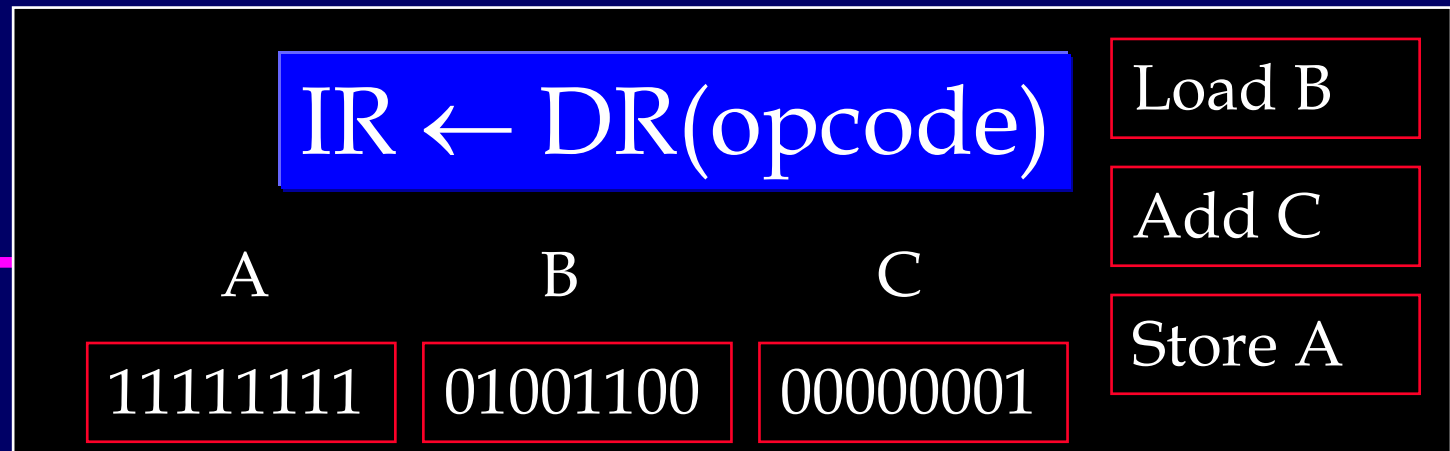 IR ← DR(opcode)
Load B
Add C
Store A
A B C
11111111 01001100 00000001